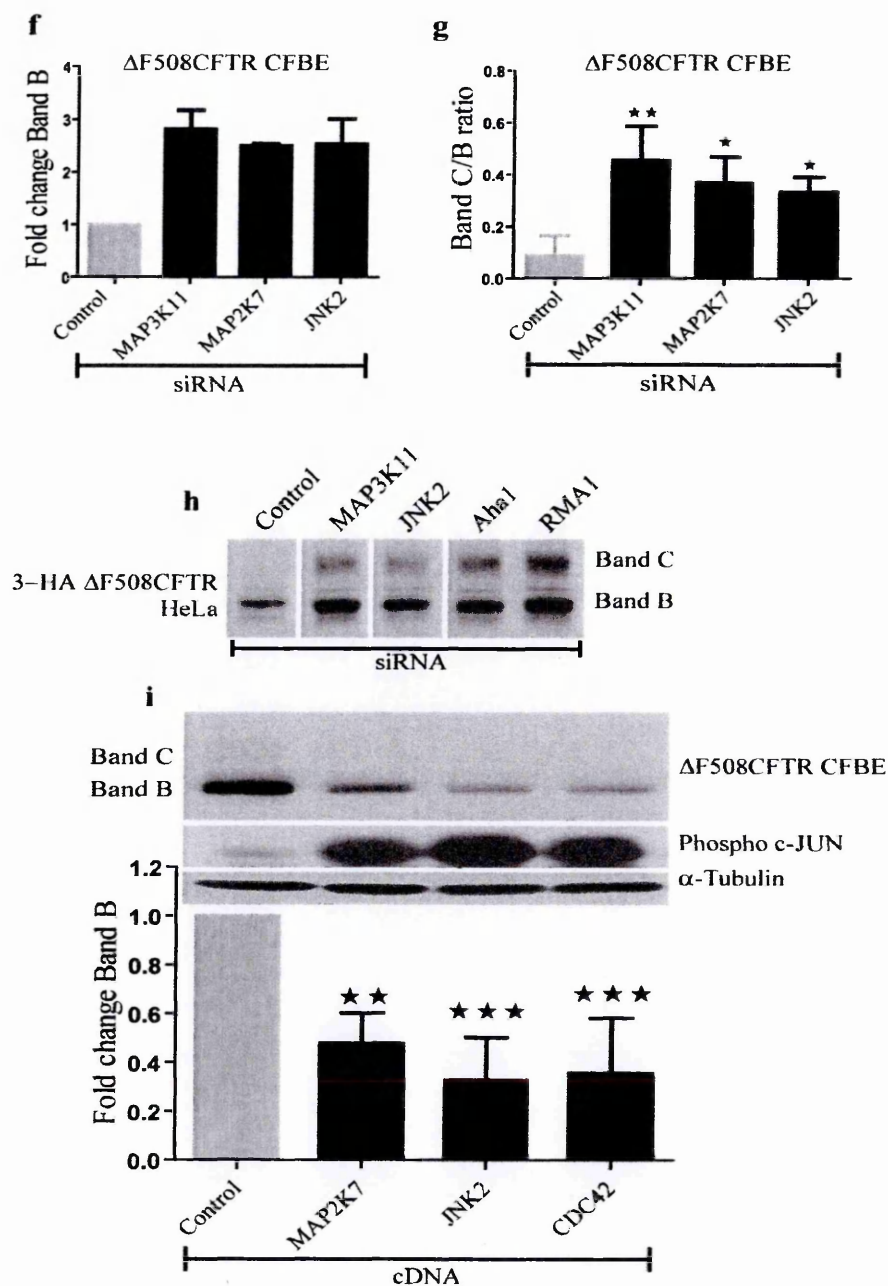 f
ΔF508CFTR CFBE
Fold change Band B
4
3
2
1
0
Control
MAP3K11
MAP2K7
JNK2
siRNA
g
ΔF508CFTR CFBE
Band C/B ratio
0.8
0.6
0.4
0.2
0.0
★★
★
★
Control
MAP3K11
MAP2K7
JNK2
siRNA
h
Control
MAP3K11
JNK2
Aha1
RMA1
3-HA ΔF508CFTR
HeLa
Band C
Band B
siRNA
i
Band C
Band B
ΔF508CFTR CFBE
Phospho c-JUN
α-Tubulin
Fold change Band B
1.2
1.0
0.8
0.6
0.4
0.2
0.0
★★
★★★
★★★
Control
MAP2K7
JNK2
CDC42
cDNA